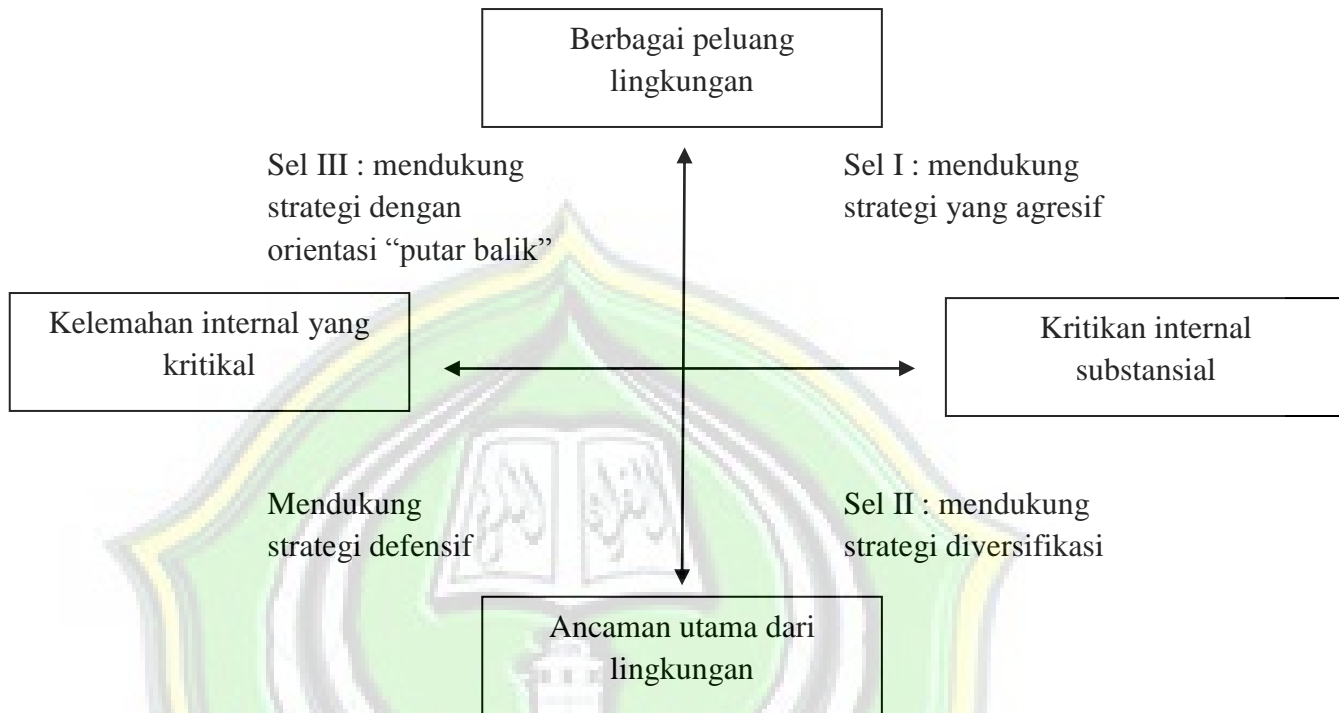 Berbagai peluang
lingkungan
Sel III : mendukung
strategi dengan
orientasi “putar balik”
Sel I : mendukung
strategi yang agresif
Kelemahan internal yang
kritikal
Kritikan internal
substansial
Mendukung
strategi defensif
Sel II : mendukung
strategi diversifikasi
Ancaman utama dari
lingkungan